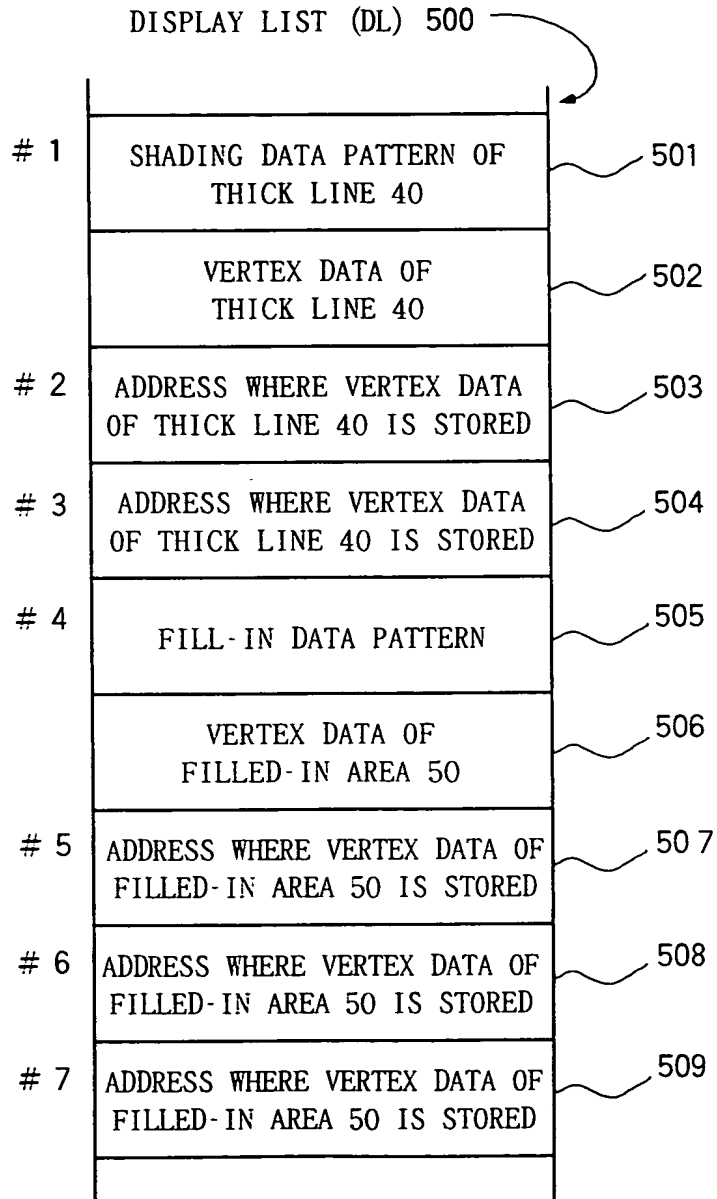 DISPLAY LIST (DL) 500
# 1
SHADING DATA PATTERN OF
THICK LINE 40
501
VERTEX DATA OF
THICK LINE 40
502
# 2
ADDRESS WHERE VERTEX DATA
OF THICK LINE 40 IS STORED
503
# 3
ADDRESS WHERE VERTEX DATA
OF THICK LINE 40 IS STORED
504
# 4
FILL-IN DATA PATTERN
505
VERTEX DATA OF
FILLED-IN AREA 50
506
# 5
ADDRESS WHERE VERTEX DATA OF
FILLED-IN AREA 50 IS STORED
507
# 6
ADDRESS WHERE VERTEX DATA OF
FILLED-IN AREA 50 IS STORED
508
# 7
ADDRESS WHERE VERTEX DATA OF
FILLED-IN AREA 50 IS STORED
509